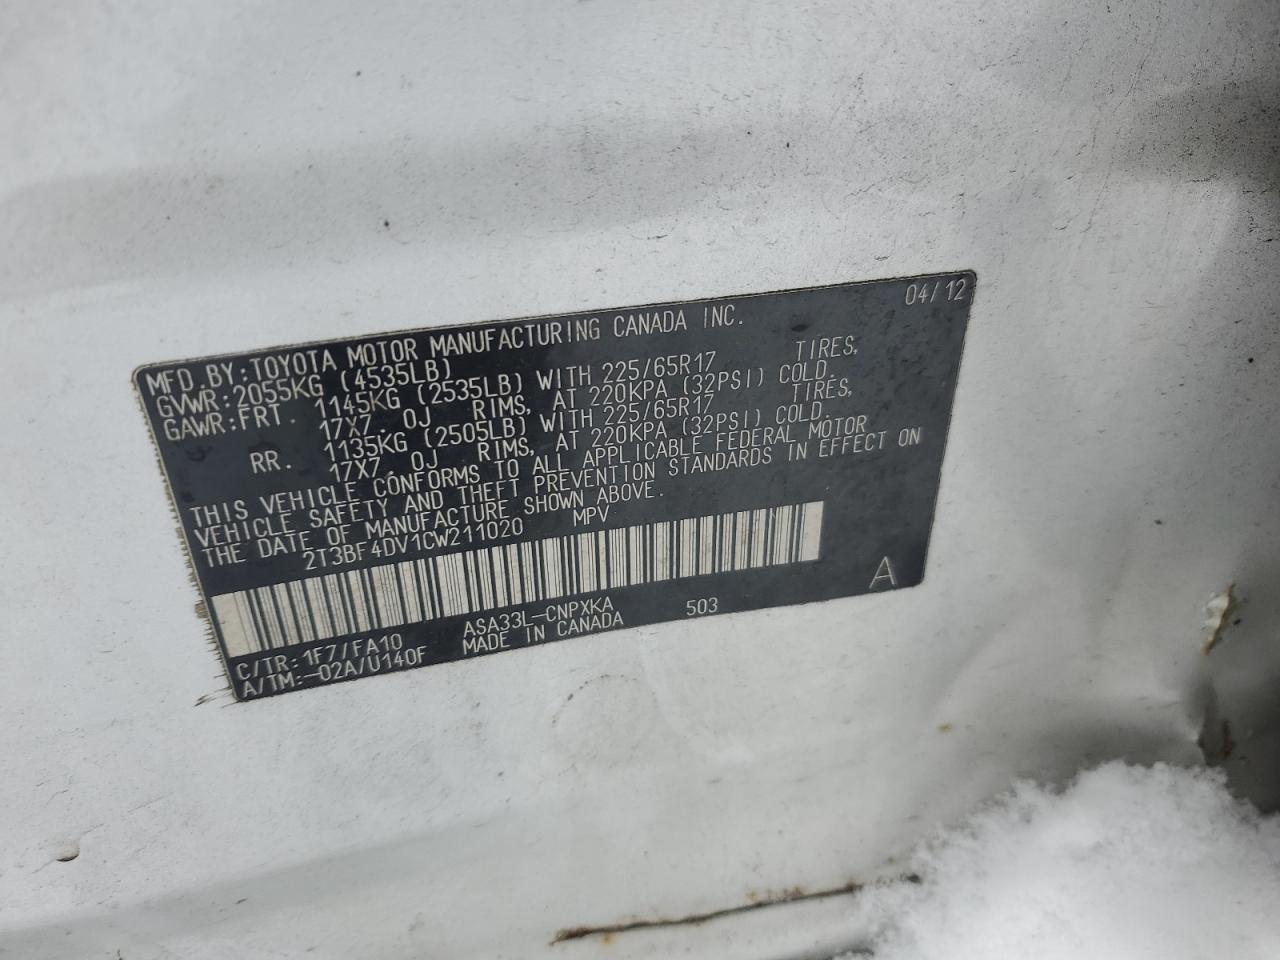 04/12
MFD.BY:TOYOTA MOTOR MANUFACTURING CANADA INC.
GVWR:2055KG (4535LB)
GAWR:FRT. 1145KG (2535LB) WITH 225/65R17 TIRES,
17X7.0J RIMS, AT 220KPA (32PSI) COLD.
RR. 1135KG (2505LB) WITH 225/65R17 TIRES,
17X7.0J RIMS, AT 220KPA (32PSI) COLD.
THIS VEHICLE CONFORMS TO ALL APPLICABLE FEDERAL MOTOR
VEHICLE SAFETY AND THEFT PREVENTION STANDARDS IN EFFECT ON
THE DATE OF MANUFACTURE SHOWN ABOVE.
2T3BF4DV1CW211020 MPV
A
C/TR:1F7/FA10 ASA33L-CNPXKA 503
A/TM:-02A/U140F MADE IN CANADA